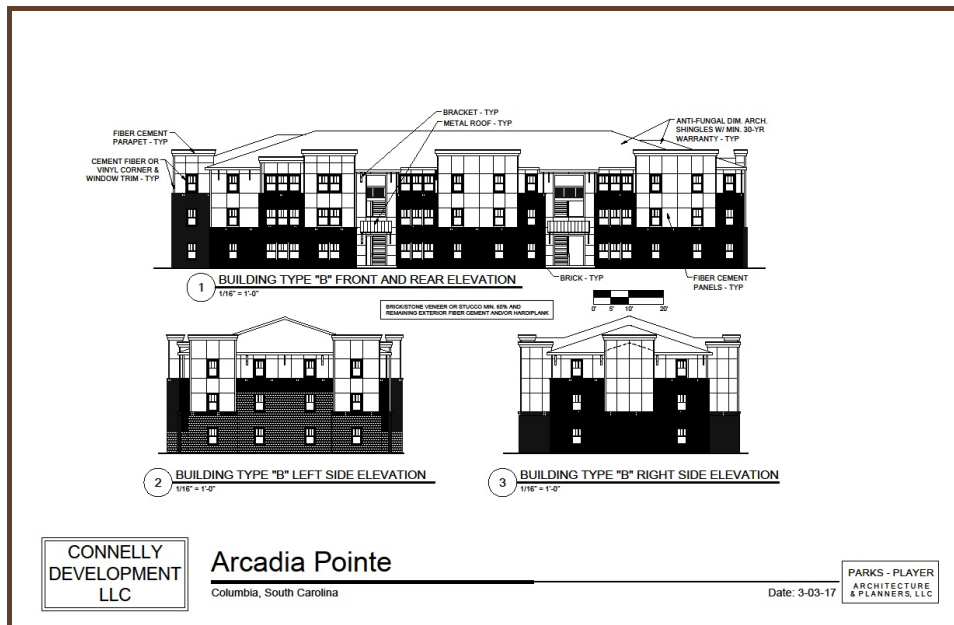 BRACKET - TYP
METAL ROOF - TYP
ANTI-FUNGAL DIM. ARCH.
SHINGLES W/ MIN. 30-YR
WARRANTY - TYP
FIBER CEMENT
PARAPET - TYP
CEMENT FIBER OR
VINYL CORNER &
WINDOW TRIM - TYP
1
BUILDING TYPE "B" FRONT AND REAR ELEVATION
1/16" = 1'-0"
BRICK - TYP
FIBER CEMENT
PANELS - TYP
BRICK/STONE VENEER OR STUCCO MIN. 60% AND
REMAINING EXTERIOR FIBER CEMENT AND/OR HARDIPLANK
0' 5' 10' 20'
2
BUILDING TYPE "B" LEFT SIDE ELEVATION
1/16" = 1'-0"
3
BUILDING TYPE "B" RIGHT SIDE ELEVATION
1/16" = 1'-0"
CONNELLY
DEVELOPMENT
LLC
Arcadia Pointe
Columbia, South Carolina
Date: 3-03-17
PARKS - PLAYER
ARCHITECTURE
& PLANNERS, LLC